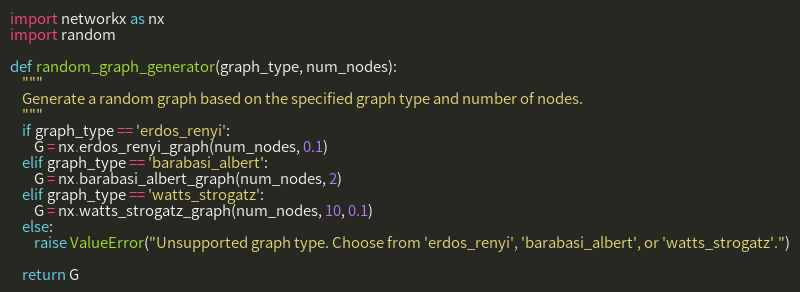 import networkx as nx
import random

def random_graph_generator(graph_type, num_nodes):
    """
    Generate a random graph based on the specified graph type and number of nodes.
    """
    if graph_type == 'erdos_renyi':
        G = nx.erdos_renyi_graph(num_nodes, 0.1)
    elif graph_type == 'barabasi_albert':
        G = nx.barabasi_albert_graph(num_nodes, 2)
    elif graph_type == 'watts_strogatz':
        G = nx.watts_strogatz_graph(num_nodes, 10, 0.1)
    else:
        raise ValueError("Unsupported graph type. Choose from 'erdos_renyi', 'barabasi_albert', or 'watts_strogatz'.")

    return G